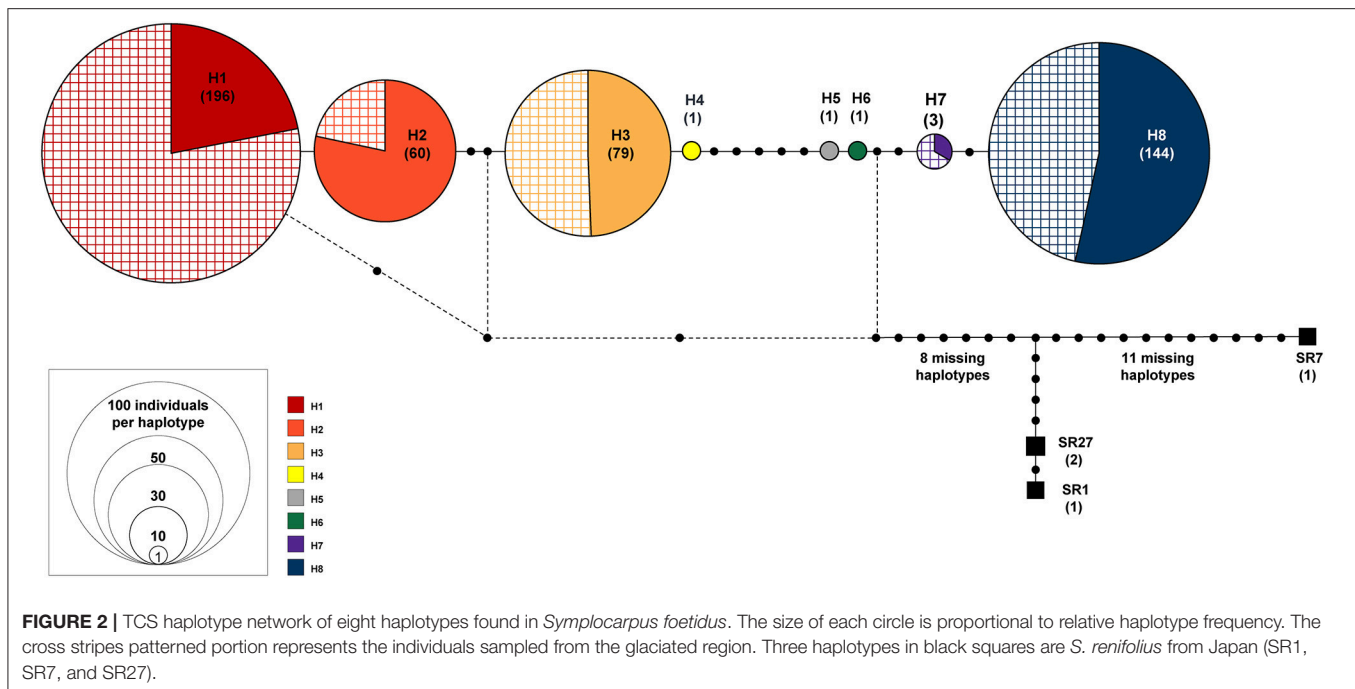 H1
(196)
H2
(60)
H3
(79)
H4
(1)
H5
(1)
H6
(1)
H7
(3)
H8
(144)
8 missing
haplotypes
11 missing
haplotypes
SR7
(1)
SR27
(2)
SR1
(1)
100 individuals
per haplotype
50
30
10
1
H1
H2
H3
H4
H5
H6
H7
H8
FIGURE 2 | TCS haplotype network of eight haplotypes found in Symplocarpus foetidus. The size of each circle is proportional to relative haplotype frequency. The
cross stripes patterned portion represents the individuals sampled from the glaciated region. Three haplotypes in black squares are S. renifolius from Japan (SR1,
SR7, and SR27).